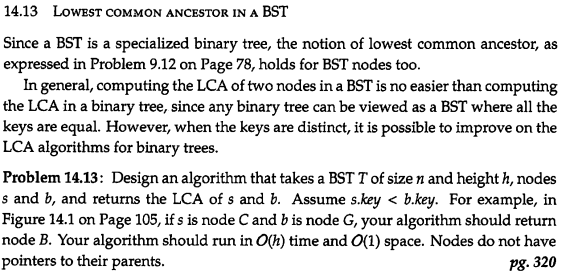 14.13 LOWEST COMMON ANCESTOR IN A BST
Since a BST is a specialized binary tree, the notion of lowest common ancestor, as
expressed in Problem 9.12 on Page 78, holds for BST nodes too.
In general, computing the LCA of two nodes in a BST is no easier than computing
the LCA in a binary tree, since any binary tree can be viewed as a BST where all the
keys are equal. However, when the keys are distinct, it is possible to improve on the
LCA algorithms for binary trees.
Problem 14.13: Design an algorithm that takes a BST T of size n and height h, nodes
s and b, and returns the LCA of s and b. Assume s.key < b.key. For example, in
Figure 14.1 on Page 105, if s is node C and b is node G, your algorithm should return
node B. Your algorithm should run in O(h) time and O(1) space. Nodes do not have
pointers to their parents. pg. 320